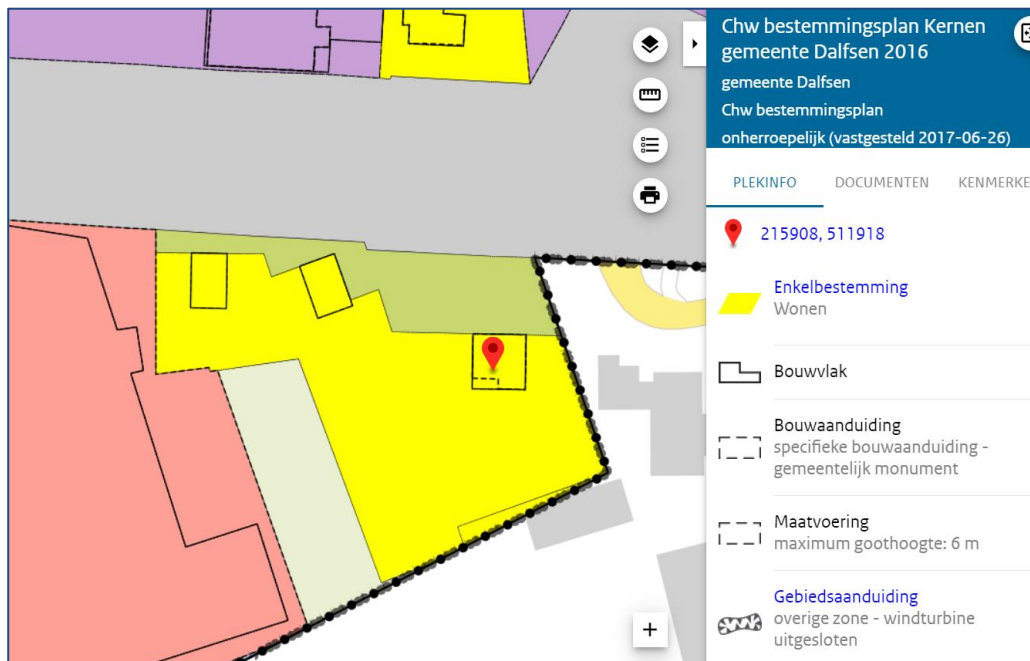 Chw bestemmingsplan Kernen
gemeente Dalfsen 2016
gemeente Dalfsen
Chw bestemmingsplan
onherroepelijk (vastgesteld 2017-06-26)
PLEKINFO DOCUMENTEN KENMERKE
215908, 511918
Enkelbestemming
Wonen
Bouwvlak
Bouwaanduiding
specifieke bouwaanduiding -
gemeentelijk monument
Maatvoering
maximum goothoogte: 6 m
Gebiedsaanduiding
overige zone - windturbine
uitgesloten